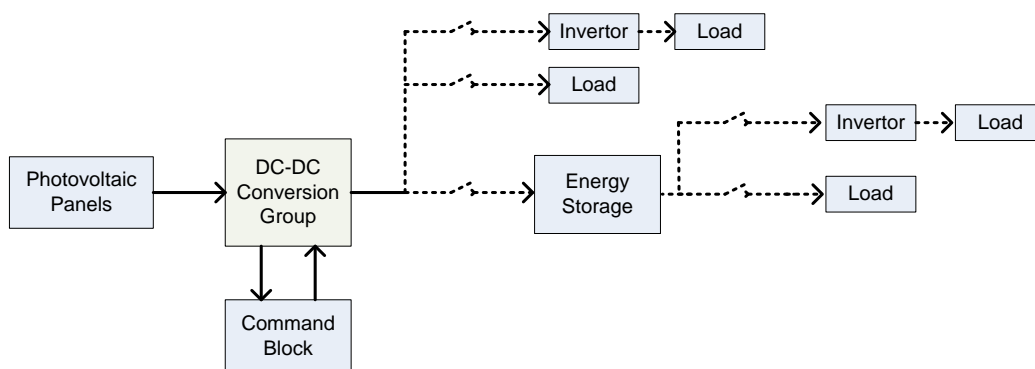 Invertor
Load
Load
Invertor
Load
Photovoltaic
Panels
DC-DC
Conversion
Group
Energy
Storage
Load
Command
Block